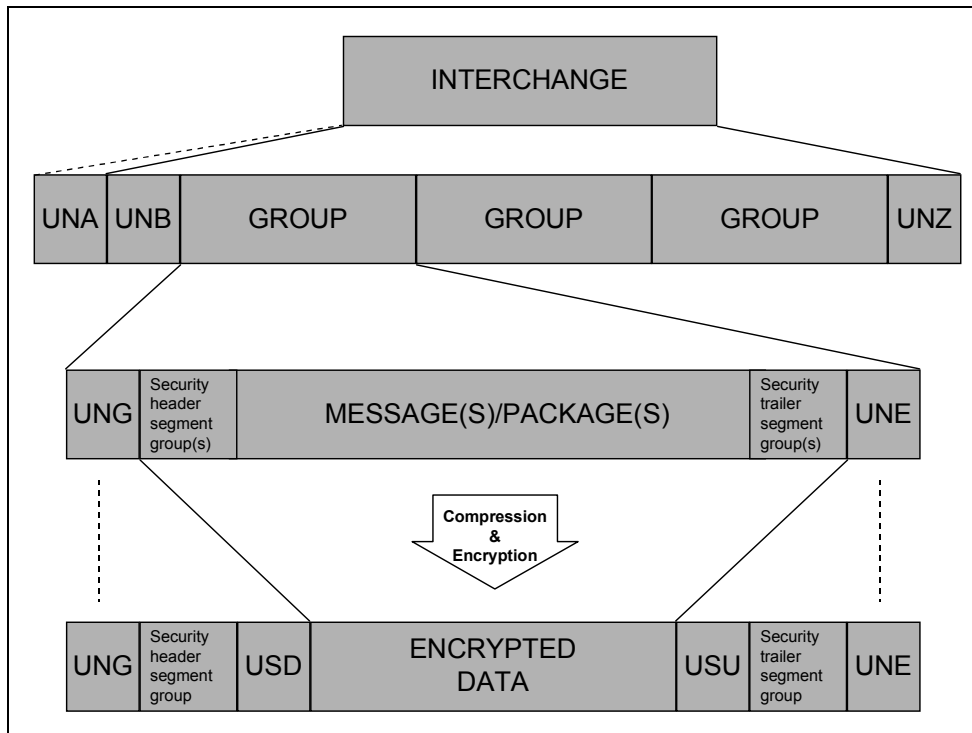 INTERCHANGE
UNA
UNB
GROUP
GROUP
GROUP
UNZ
UNG
Security
header
segment
group(s)
MESSAGE(S)/PACKAGE(S)
Security
trailer
segment
group(s)
UNE
Compression
&
Encryption
UNG
Security
header
segment
group
USD
ENCRYPTED
DATA
USU
Security
trailer
segment
group
UNE